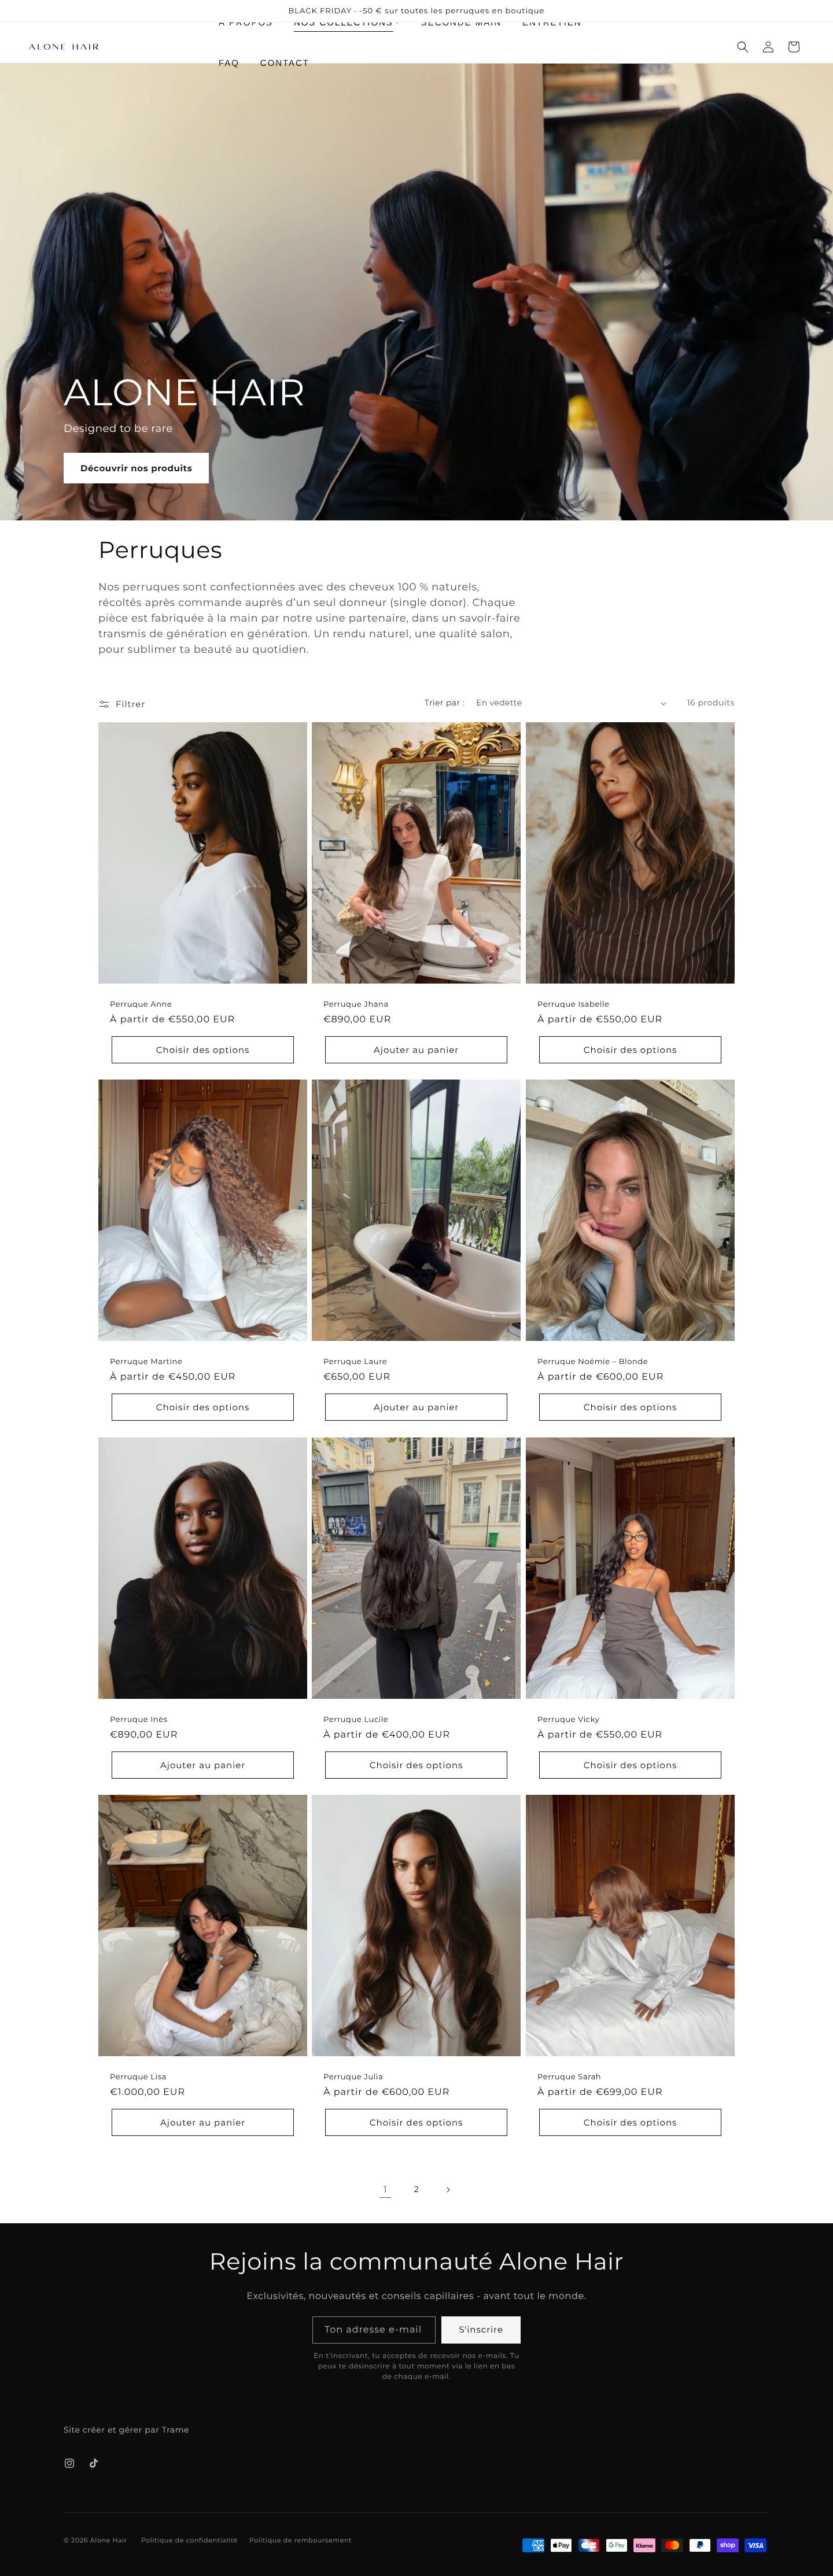 BLACK FRIDAY · -50 € sur toutes les perruques en boutique
À PROPOS NOS COLLECTIONS SECONDE MAIN ENTRETIEN
ALONE HAIR
FAQ CONTACT
ALONE HAIR
Designed to be rare
Découvrir nos produits
Perruques
Nos perruques sont confectionnées avec des cheveux 100 % naturels,
récoltés après commande auprès d’un seul donneur (single donor). Chaque
pièce est fabriquée à la main par notre usine partenaire, dans un savoir-faire
transmis de génération en génération. Un rendu naturel, une qualité salon,
pour sublimer ta beauté au quotidien.
Filtrer
Trier par : En vedette 16 produits
Perruque Anne
À partir de €550,00 EUR
Choisir des options
Perruque Jhana
€890,00 EUR
Ajouter au panier
Perruque Isabelle
À partir de €550,00 EUR
Choisir des options
Perruque Martine
À partir de €450,00 EUR
Choisir des options
Perruque Laure
€650,00 EUR
Ajouter au panier
Perruque Noémie – Blonde
À partir de €600,00 EUR
Choisir des options
Perruque Inès
€890,00 EUR
Ajouter au panier
Perruque Lucile
À partir de €400,00 EUR
Choisir des options
Perruque Vicky
À partir de €550,00 EUR
Choisir des options
Perruque Lisa
€1.000,00 EUR
Ajouter au panier
Perruque Julia
À partir de €600,00 EUR
Choisir des options
Perruque Sarah
À partir de €699,00 EUR
Choisir des options
1 2
Rejoins la communauté Alone Hair
Exclusivités, nouveautés et conseils capillaires - avant tout le monde.
Ton adresse e-mail S'inscrire
En t'inscrivant, tu acceptes de recevoir nos e-mails. Tu
peux te désinscrire à tout moment via le lien en bas
de chaque e-mail.
Site créer et gérer par Trame
© 2026 Alone Hair Politique de confidentialité Politique de remboursement